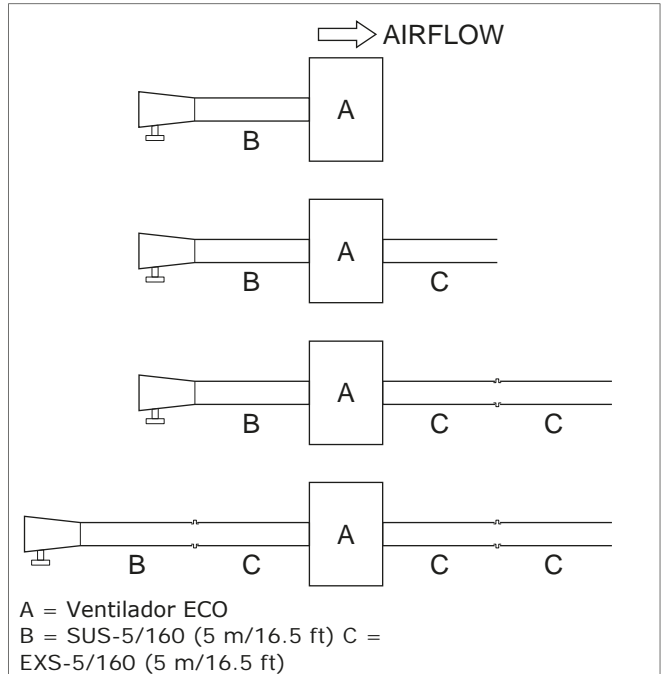 AIRFLOW
A
B
A
B
C
A
B
C
C
A
B
C
C
C
A = Ventilador ECO
B = SUS-5/160 (5 m/16.5 ft) C =
EXS-5/160 (5 m/16.5 ft)